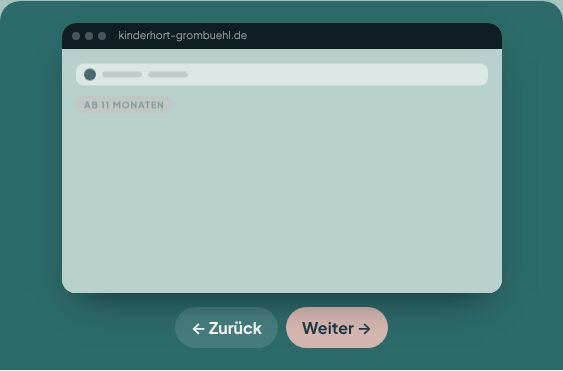 kinderhort-grombuehl.de
AB 11 MONATEN
← Zurück
Weiter →